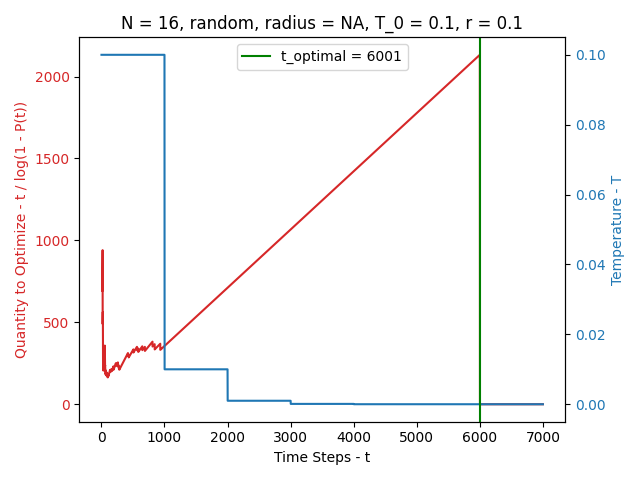 N = 16, random, radius = NA, T_0 = 0.1, r = 0.1
t_optimal = 6001
Quantity to Optimize - t / log(1 - P(t))
2000
1500
1000
500
0
0.10
0.08
0.06
0.04
0.02
0.00
Temperature - T
0 1000 2000 3000 4000 5000 6000 7000
Time Steps - t